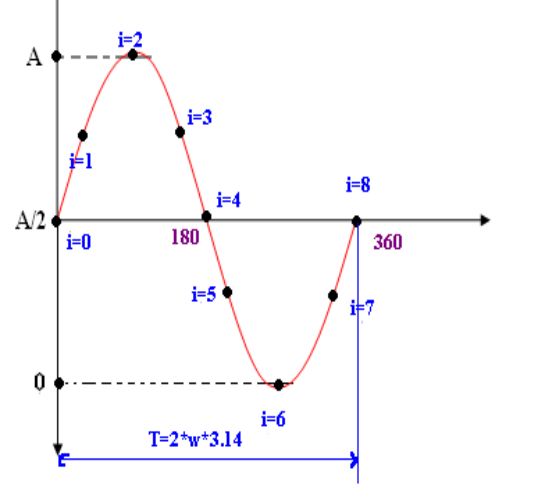 i=2
A
i=3
i=1
i=8
i=4
A/2
i=0
180
360
i=5
i=7
0
i=6
T=2*w*3.14